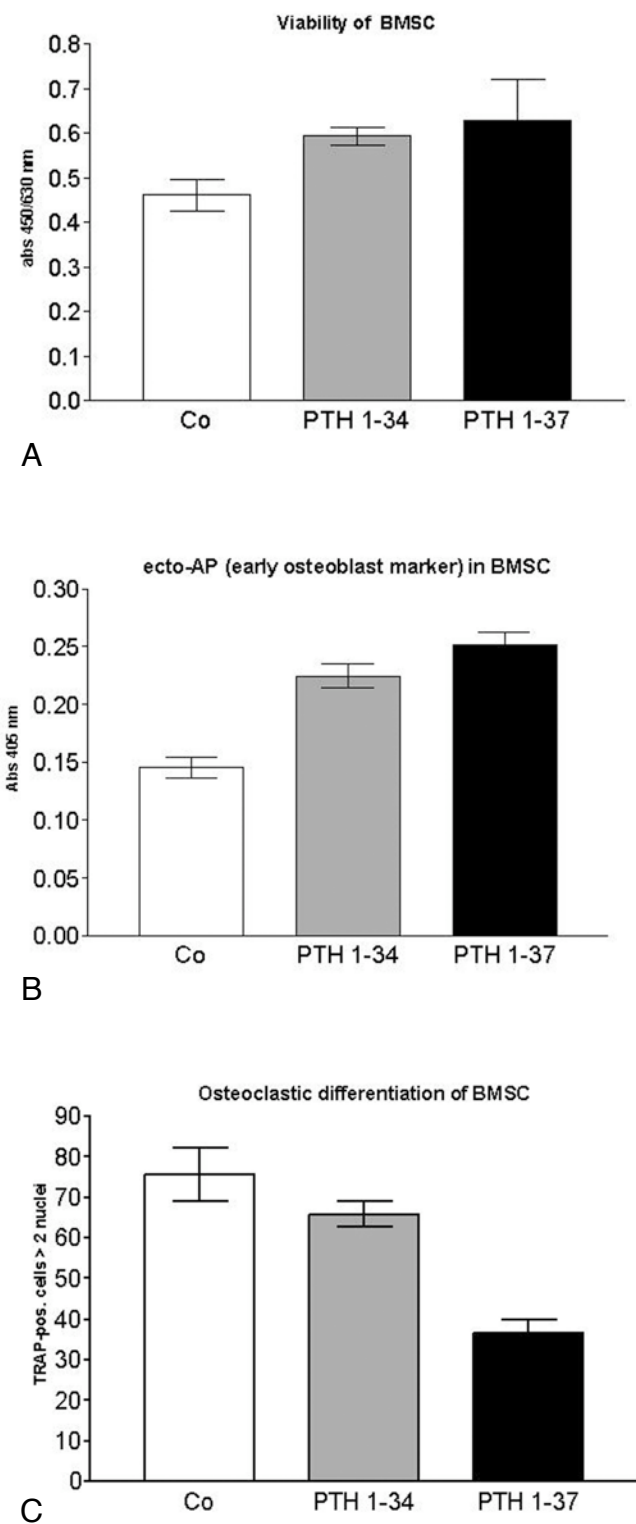 Viability of BMSC
abs 450/630 nm
0.8
0.7
0.6
0.5
0.4
0.3
0.2
0.1
0.0
Co PTH 1-34 PTH 1-37
A
ecto-AP (early osteoblast marker) in BMSC
Abs 405 nm
0.30
0.25
0.20
0.15
0.10
0.05
0.00
Co PTH 1-34 PTH 1-37
B
Osteoclastic differentiation of BMSC
TRAP-pos. cells > 2 nuclei
90
80
70
60
50
40
30
20
10
0
Co PTH 1-34 PTH 1-37
C